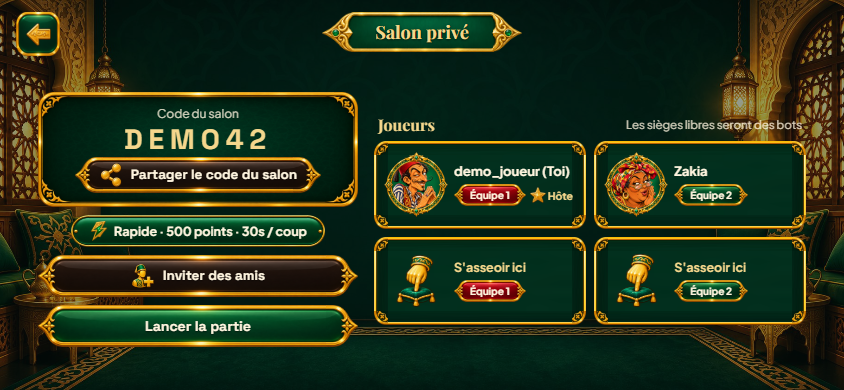 Salon privé
Code du salon
DEMO42
Partager le code du salon
Rapide · 500 points · 30s / coup
Inviter des amis
Lancer la partie
Joueurs
Les sièges libres seront des bots
demo_joueur (Toi)
Équipe 1
Hôte
Zakia
Équipe 2
S'asseoir ici
Équipe 1
S'asseoir ici
Équipe 2